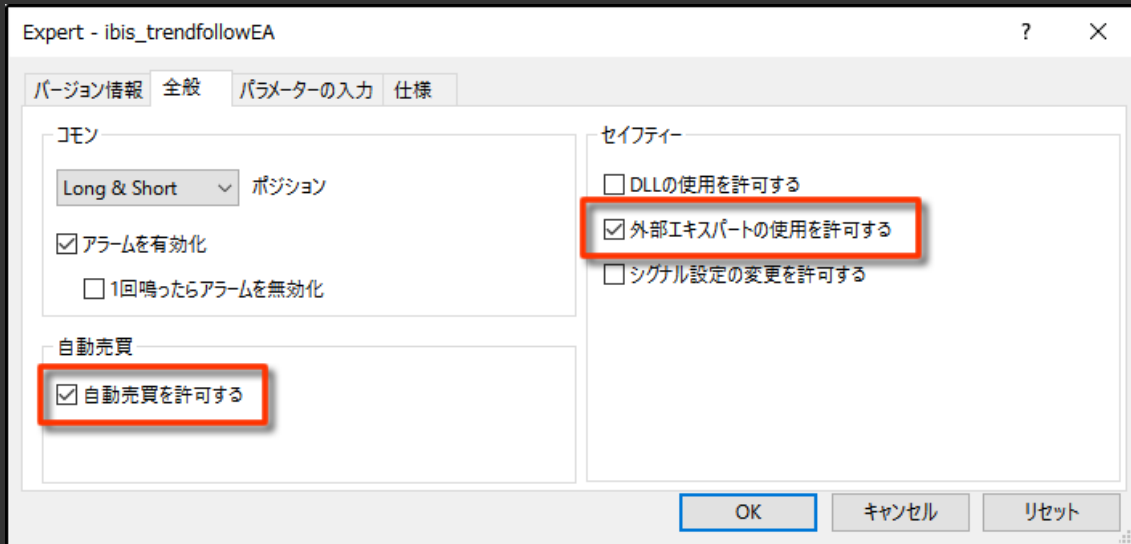 Expert - ibis_trendfollowEA
バージョン情報 全般 パラメーターの入力 仕様
コモン
Long & Short ポジション
アラームを有効化
1回鳴ったらアラームを無効化
自動売買
自動売買を許可する
セイフティー
DLLの使用を許可する
外部エキスパートの使用を許可する
シグナル設定の変更を許可する
OK キャンセル リセット